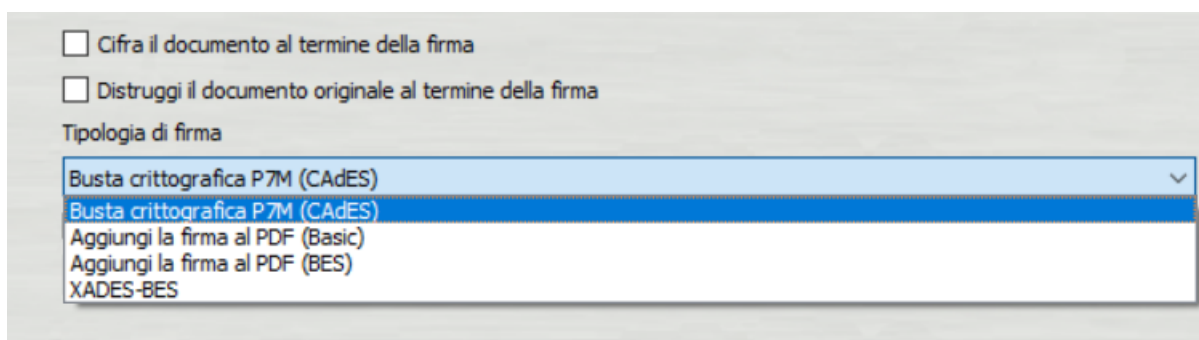 Cifra il documento al termine della firma
Distruggi il documento originale al termine della firma
Tipologia di firma
Busta crittografica P7M (CAdES)
Busta crittografica P7M (CAdES)
Aggiungi la firma al PDF (Basic)
Aggiungi la firma al PDF (BES)
XADES-BES